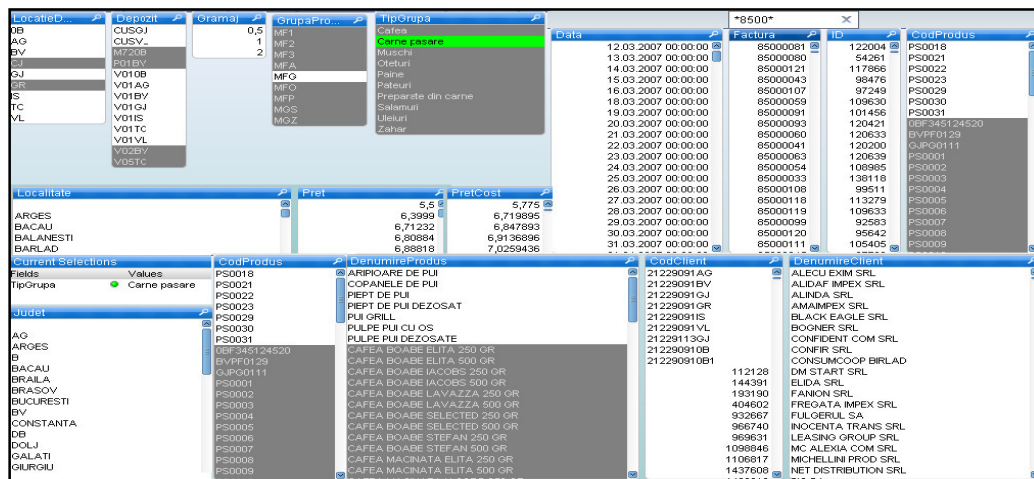 LocatieD...
0B
AG
BV
CJ
GJ
GR
IS
TC
VL
Depozit
CUSGJ
CUSV_
M720B
P01BV
V010B
V01AG
V01BV
V01GJ
V01IS
V01TC
V01VL
V02BV
V05TC
Gramaj
0,5
1
2
GrupaPro...
MF1
MF2
MF3
MFA
MFG
MFO
MFP
MGS
MGZ
TipGrupa
Cafea
Carne pasare
Muschi
Oteturi
Paine
Pateuri
Preparate din carne
Salamuri
Uleiuri
Zahar
*8500*
Data
12.03.2007 00:00:00
13.03.2007 00:00:00
14.03.2007 00:00:00
15.03.2007 00:00:00
16.03.2007 00:00:00
18.03.2007 00:00:00
19.03.2007 00:00:00
20.03.2007 00:00:00
21.03.2007 00:00:00
22.03.2007 00:00:00
23.03.2007 00:00:00
24.03.2007 00:00:00
25.03.2007 00:00:00
26.03.2007 00:00:00
27.03.2007 00:00:00
28.03.2007 00:00:00
29.03.2007 00:00:00
30.03.2007 00:00:00
31.03.2007 00:00:00
Factura
85000081
85000080
85000121
85000043
85000107
85000059
85000091
85000093
85000060
85000041
85000063
85000054
85000033
85000108
85000118
85000119
85000099
85000120
85000111
ID
122004
54261
117866
98476
97249
109630
101456
120421
120633
120200
120639
108985
138118
99511
113279
109633
92583
95642
105405
CodProdus
PS0018
PS0021
PS0022
PS0023
PS0029
PS0030
PS0031
0BF345124520
BVPF0129
GJPG0111
PS0001
PS0002
PS0003
PS0004
PS0005
PS0006
PS0007
PS0008
PS0009
Localitate
ARGES
BACAU
BALANESTI
BARLAD
Pret
5,5
6,3999
6,71232
6,80884
6,88818
PretCost
5,775
6,719895
6,847893
6,9136896
7,0259436
Current Selections
Fields Values
TipGrupa Carne pasare
Judet
AG
ARGES
B
BACAU
BRAILA
BRASOV
BUCURESTI
BV
CONSTANTA
DB
DOLJ
GALATI
GIURGIU
CodProdus
PS0018
PS0021
PS0022
PS0023
PS0029
PS0030
PS0031
0BF345124520
BVPF0129
GJPG0111
PS0001
PS0002
PS0003
PS0004
PS0005
PS0006
PS0007
PS0008
PS0009
DenumireProdus
ARIPIOARE DE PUI
COPANELE DE PUI
PIEPT DE PUI
PIEPT DE PUI DEZOSAT
PUI GRILL
PULPE PUI CU OS
PULPE PUI DEZOSATE
CAFEA BOABE ELITA 250 GR
CAFEA BOABE ELITA 500 GR
CAFEA BOABE IACOBS 250 GR
CAFEA BOABE IACOBS 500 GR
CAFEA BOABE LAVAZZA 250 GR
CAFEA BOABE LAVAZZA 500 GR
CAFEA BOABE SELECTED 250 GR
CAFEA BOABE SELECTED 500 GR
CAFEA BOABE STEFAN 250 GR
CAFEA BOABE STEFAN 500 GR
CAFEA MACINATA ELITA 250 GR
CAFEA MACINATA ELITA 500 GR
CodClient
21229091AG
21229091BV
21229091GJ
21229091GR
21229091IS
21229091VL
21229113GJ
212290910B
212290910B1
112128
144391
193190
404602
932667
966740
969631
1098846
1106817
1437608
DenumireClient
ALECU EXIM SRL
ALIDAF IMPEX SRL
ALINDA SRL
AMAIMPEX SRL
BLACK EAGLE SRL
BOGNER SRL
CONFIDENT COM SRL
CONFIR SRL
CONSUMCOOP BIRLAD
DM START SRL
ELIDA SRL
FANION SRL
FREGATA IMPEX SRL
FULGERUL SA
INOCENTA TRANS SRL
LEASING GROUP SRL
MC ALEXIA COM SRL
MICHELLINI PROD SRL
NET DISTRIBUTION SRL